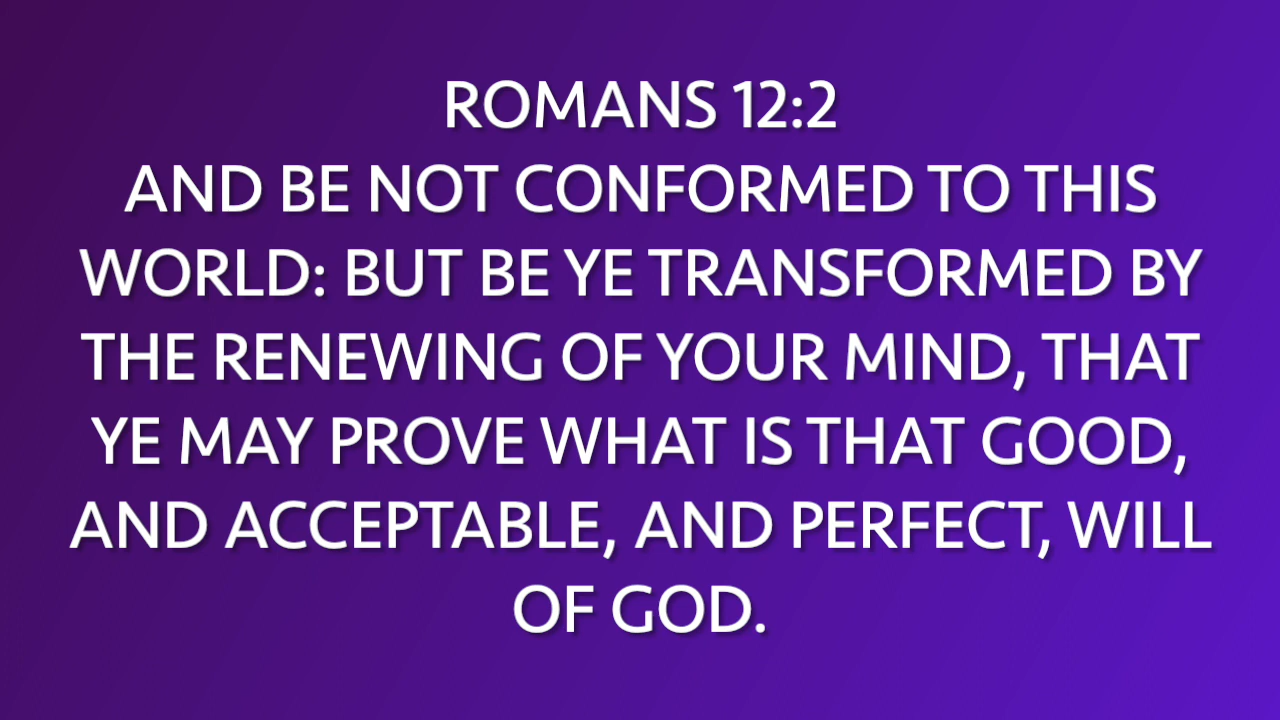 ROMANS 12:2
AND BE NOT CONFORMED TO THIS
WORLD: BUT BE YE TRANSFORMED BY
THE RENEWING OF YOUR MIND, THAT
YE MAY PROVE WHAT IS THAT GOOD,
AND ACCEPTABLE, AND PERFECT, WILL
OF GOD.